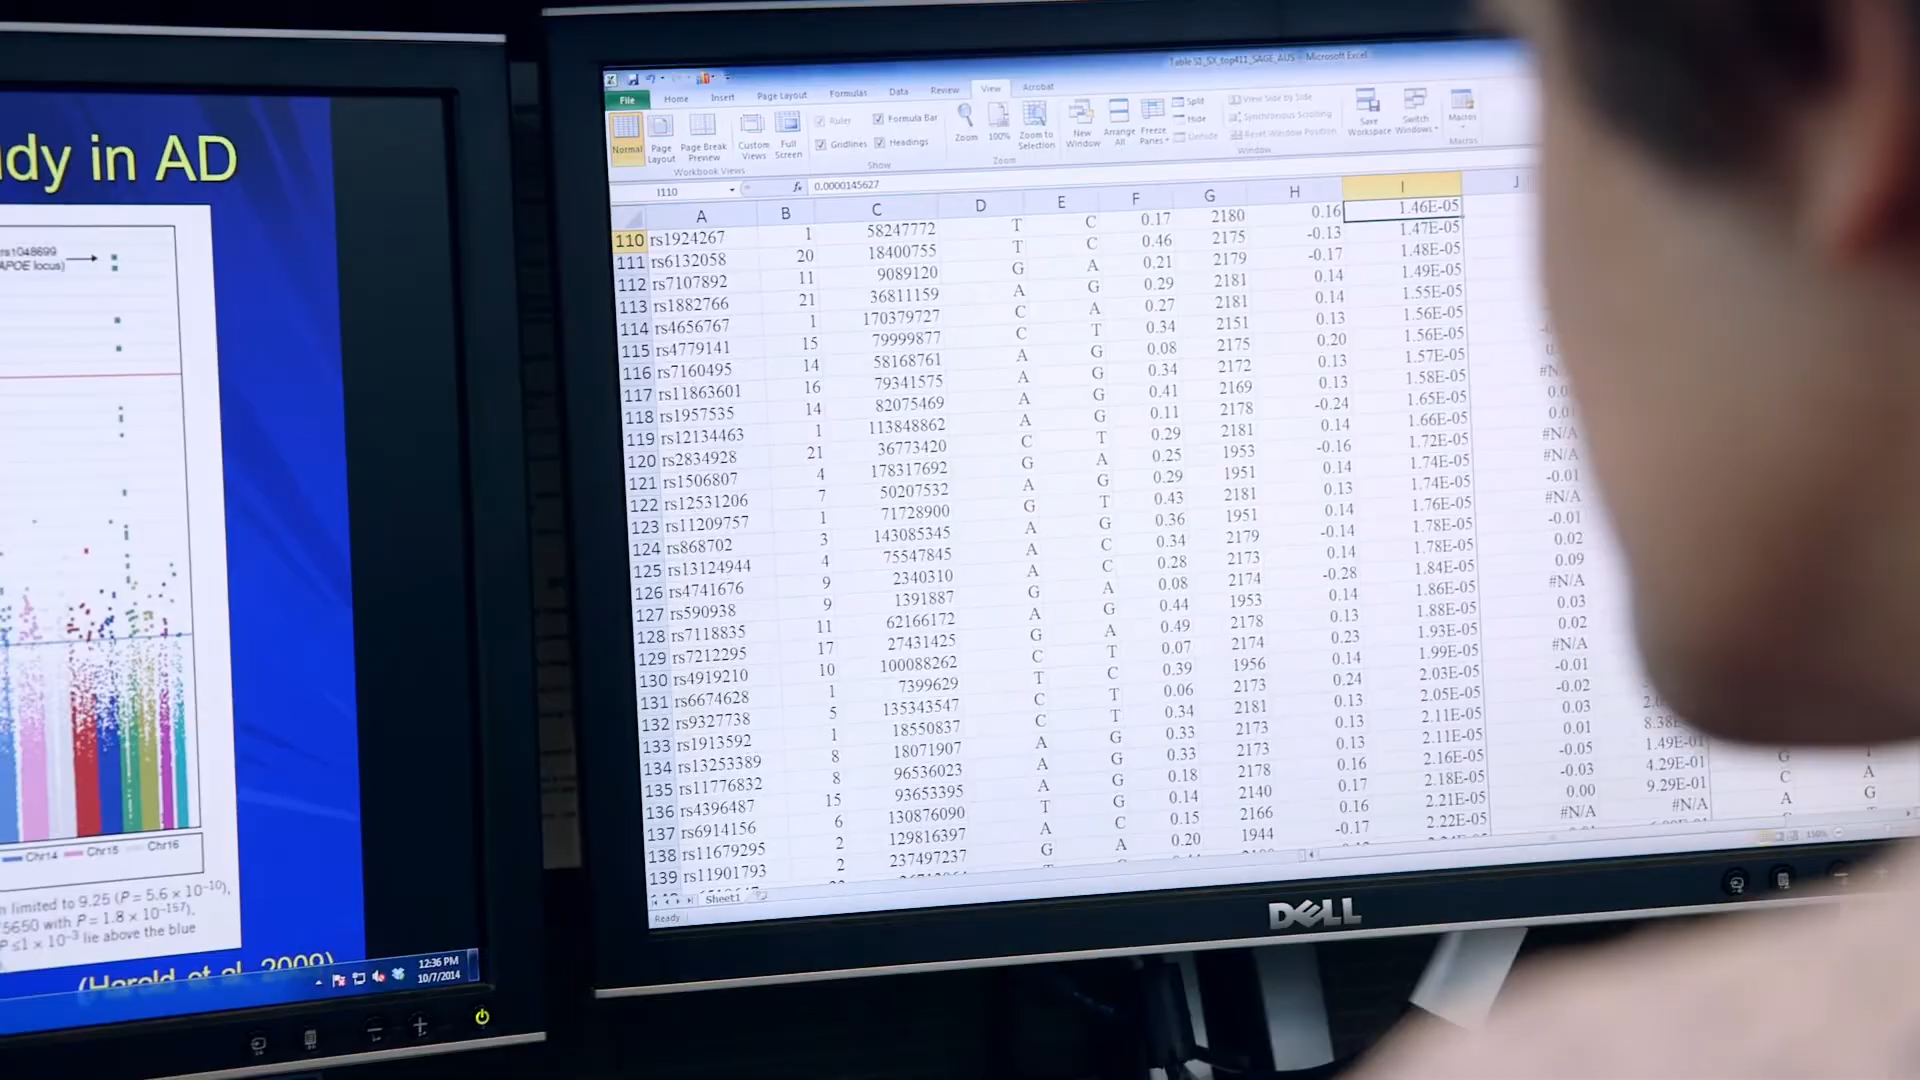 dy in AD
rs1048699
APOE locus)
Chr14 Chr15 Chr16
n limited to 9.25 (P = 5.6 × 10⁻¹⁰),
5650 with P = 1.8 × 10⁻¹⁵⁷).
P ≤1 × 10⁻³ lie above the blue
(Harold et al. 2009)
12:36 PM
10/7/2014
Table S1_SX_top411_SAGE_AUS - Microsoft Excel
File Home Insert Page Layout Formulas Data Review View Acrobat
Normal Page Layout Page Break Preview Custom Views Full Screen
Workbook Views
Ruler Formula Bar
Gridlines Headings
Show
Zoom 100% Zoom to Selection
Zoom
New Window Arrange All Freeze Panes
Split
Hide
Unhide
View Side by Side
Synchronous Scrolling
Reset Window Position
Window
Save Workspace Switch Windows
Macros
Macros
I110 fx 0.0000145627
A B C D E F G H I J
110 rs1924267 1 58247772 T C 0.17 2180 0.16 1.46E-05
111 rs6132058 20 18400755 T C 0.46 2175 -0.13 1.47E-05
112 rs7107892 11 9089120 G A 0.21 2179 -0.17 1.48E-05
113 rs1882766 21 36811159 A G 0.29 2181 0.14 1.49E-05
114 rs4656767 1 170379727 C A 0.27 2181 0.14 1.55E-05
115 rs4779141 15 79999877 C T 0.34 2151 0.13 1.56E-05
116 rs7160495 14 58168761 A G 0.08 2175 0.20 1.56E-05
117 rs11863601 16 79341575 A G 0.34 2172 0.13 1.57E-05
118 rs1957535 14 82075469 A G 0.41 2169 0.13 1.58E-05 #N/A
119 rs12134463 1 113848862 A G 0.11 2178 -0.24 1.65E-05
120 rs2834928 21 36773420 C T 0.29 2181 0.14 1.66E-05
121 rs1506807 4 178317692 G A 0.25 1953 -0.16 1.72E-05 #N/A
122 rs12531206 7 50207532 A G 0.29 1951 0.14 1.74E-05 #N/A
123 rs11209757 1 71728900 G T 0.43 2181 0.13 1.74E-05 -0.01
124 rs868702 3 143085345 A G 0.36 1951 0.14 1.76E-05 #N/A
125 rs13124944 4 75547845 A C 0.34 2179 -0.14 1.78E-05 -0.01
126 rs4741676 9 2340310 A C 0.28 2173 0.14 1.78E-05 0.02
127 rs590938 9 1391887 G A 0.08 2174 -0.28 1.84E-05 0.09
128 rs7118835 11 62166172 A G 0.44 1953 0.14 1.86E-05 #N/A
129 rs7212295 17 27431425 G A 0.49 2178 0.13 1.88E-05 0.03
130 rs4919210 10 100088262 C T 0.07 2174 0.23 1.93E-05 0.02
131 rs6674628 1 7399629 T C 0.39 1956 0.14 1.99E-05 #N/A
132 rs9327738 5 135343547 C T 0.06 2173 0.24 2.03E-05 -0.01
133 rs1913592 1 18550837 C T 0.34 2181 0.13 2.05E-05 -0.02
134 rs13253389 8 18071907 A G 0.33 2173 0.13 2.11E-05 0.03
135 rs11776832 8 96536023 A G 0.33 2173 0.13 2.11E-05 0.01 8.38
136 rs4396487 15 93653395 A G 0.18 2178 0.16 2.16E-05 -0.05 1.49E-01 G T
137 rs6914156 6 130876090 T G 0.14 2140 0.17 2.18E-05 -0.03 4.29E-01 C A
138 rs11679295 2 129816397 A C 0.15 2166 0.16 2.21E-05 0.00 9.29E-01 A G
139 rs11901793 2 237497237 G A 0.20 1944 -0.17 2.22E-05 #N/A #N/A
Sheet1
Ready
150%
DELL